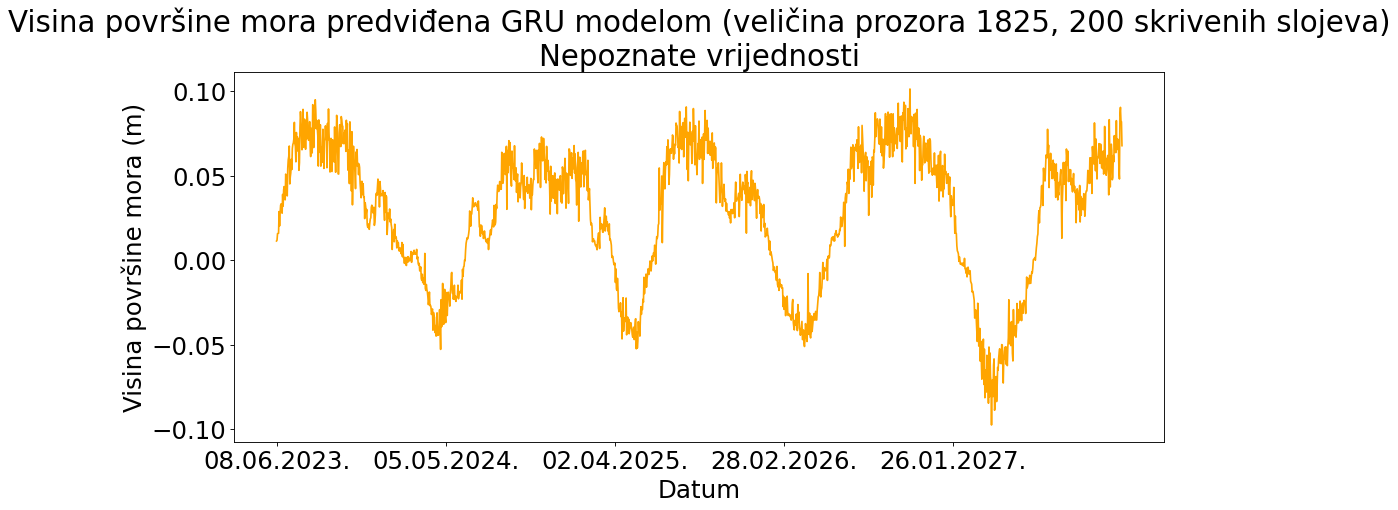 Visina površine mora predviđena GRU modelom (veličina prozora 1825, 200 skrivenih slojeva)
Nepoznate vrijednosti
Visina površine mora (m)
0.10
0.05
0.00
−0.05
−0.10
08.06.2023. 05.05.2024. 02.04.2025. 28.02.2026. 26.01.2027.
Datum